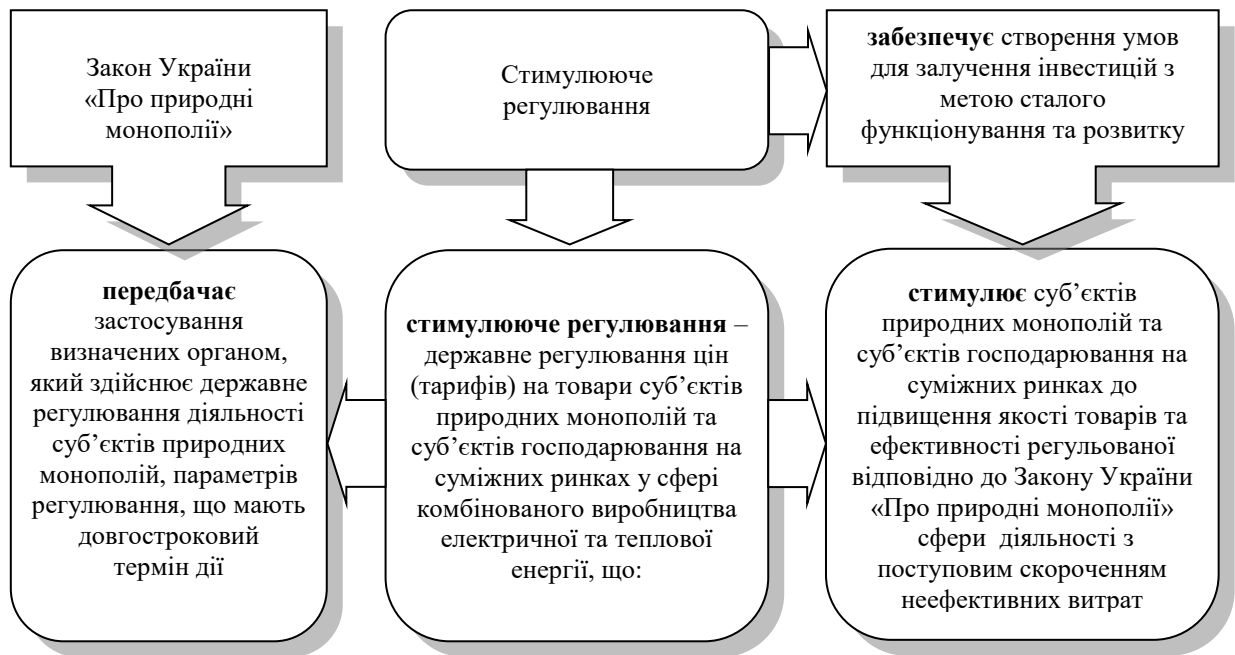 Закон України
«Про природні
монополії»
Стимулююче
регулювання
забезпечує створення умов
для залучення інвестицій з
метою сталого
функціонування та розвитку
передбачає
застосування
визначених органом,
який здійснює державне
регулювання діяльності
суб’єктів природних
монополій, параметрів
регулювання, що мають
довгостроковий
термін дії
стимулююче регулювання –
державне регулювання цін
(тарифів) на товари суб’єктів
природних монополій та
суб’єктів господарювання на
суміжних ринках у сфері
комбінованого виробництва
електричної та теплової
енергії, що:
стимулює суб’єктів
природних монополій та
суб’єктів господарювання на
суміжних ринках до
підвищення якості товарів та
ефективності регульованої
відповідно до Закону України
«Про природні монополії»
сфери діяльності з
поступовим скороченням
неефективних витрат